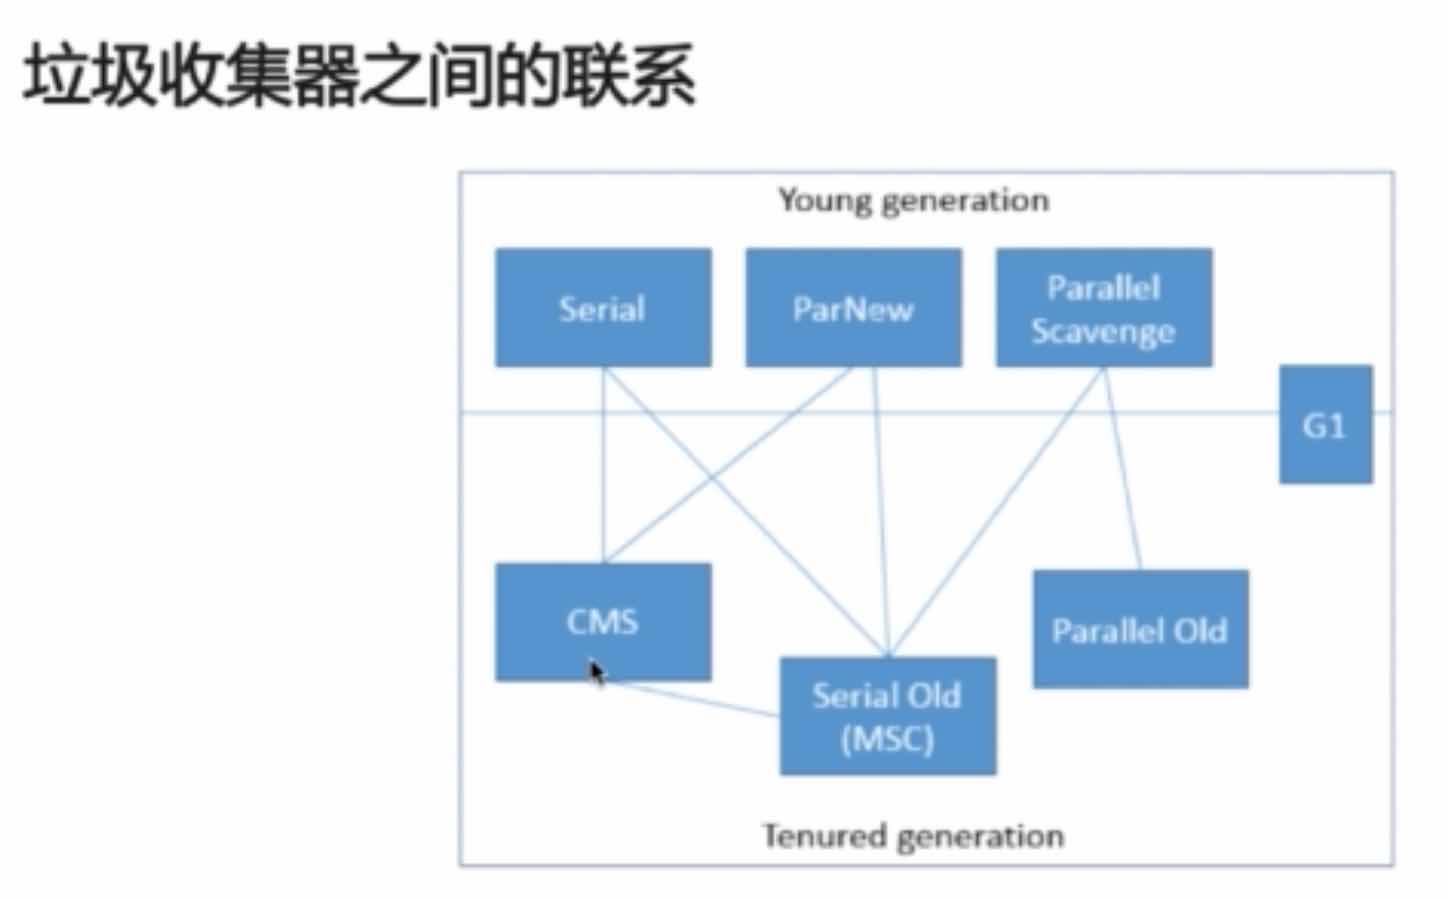 垃圾收集器之间的联系
Young generation
Serial
ParNew
Parallel
Scavenge
G1
CMS
Parallel Old
Serial Old
(MSC)
Tenured generation